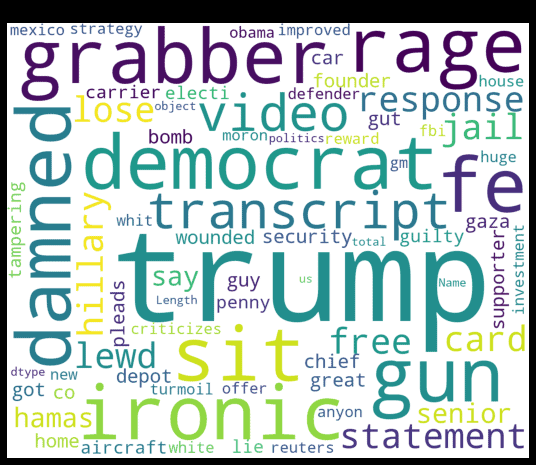 mexico strategy obama improved
grabber rage
car
founder house
carrier electi defender
lose object video response
gut jail
bomb moron politics reward fbi
damned democrat gm huge
fe
tampering hillary whit transcript gaza
wounded security total guilty
supporter investment
trump
say guy us Name
Length penny
pleads criticizes
sit free card
lewd chief
dtype new depot great gun
got co turmoil offer
ironic anyon senior
hamas statement
home aircraft white lie reuters